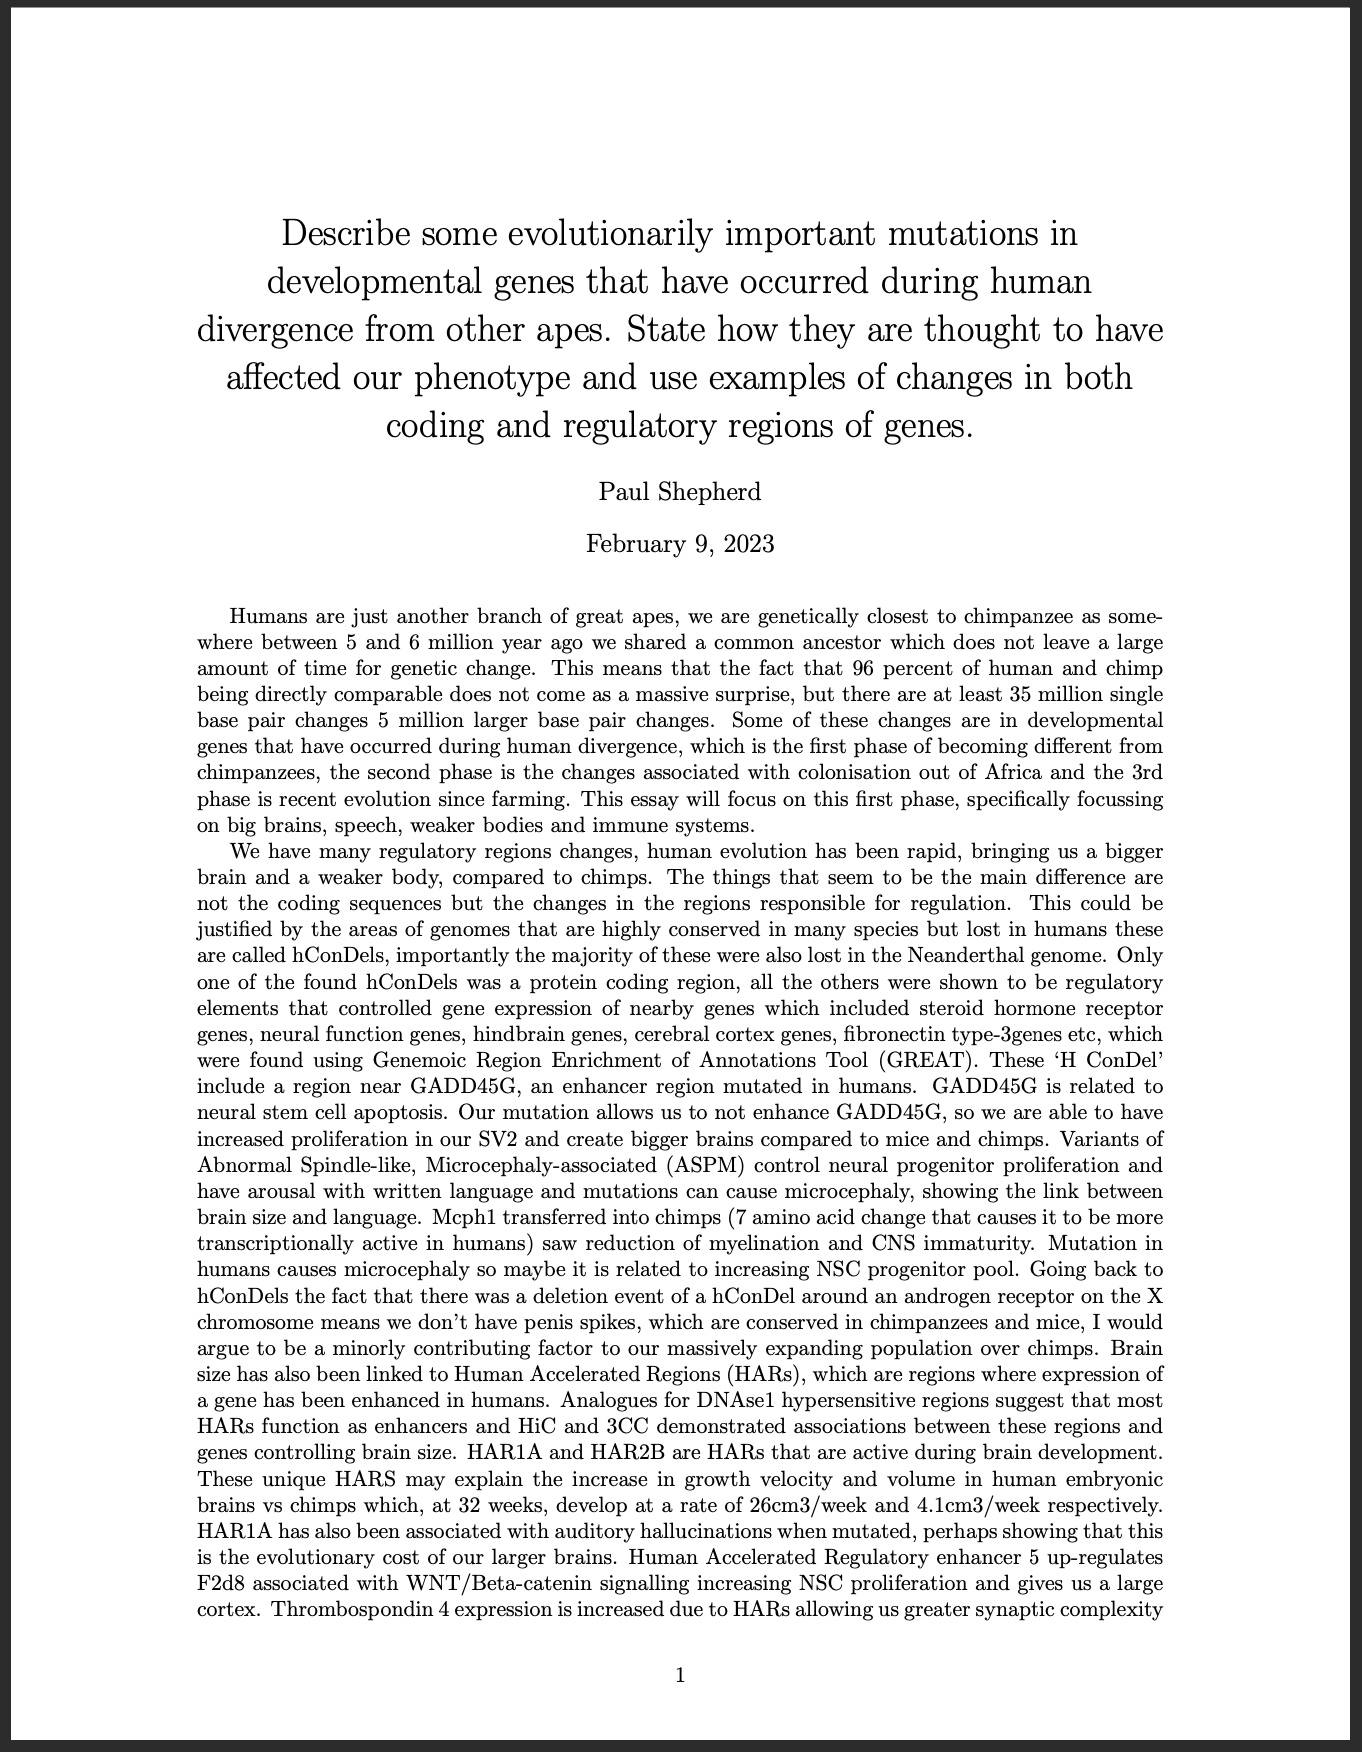 Describe some evolutionarily important mutations in
developmental genes that have occurred during human
divergence from other apes. State how they are thought to have
affected our phenotype and use examples of changes in both
coding and regulatory regions of genes.
Paul Shepherd
February 9, 2023
Humans are just another branch of great apes, we are genetically closest to chimpanzee as some-
where between 5 and 6 million year ago we shared a common ancestor which does not leave a large
amount of time for genetic change. This means that the fact that 96 percent of human and chimp
being directly comparable does not come as a massive surprise, but there are at least 35 million single
base pair changes 5 million larger base pair changes. Some of these changes are in developmental
genes that have occurred during human divergence, which is the first phase of becoming different from
chimpanzees, the second phase is the changes associated with colonisation out of Africa and the 3rd
phase is recent evolution since farming. This essay will focus on this first phase, specifically focussing
on big brains, speech, weaker bodies and immune systems.
We have many regulatory regions changes, human evolution has been rapid, bringing us a bigger
brain and a weaker body, compared to chimps. The things that seem to be the main difference are
not the coding sequences but the changes in the regions responsible for regulation. This could be
justified by the areas of genomes that are highly conserved in many species but lost in humans these
are called hConDels, importantly the majority of these were also lost in the Neanderthal genome. Only
one of the found hConDels was a protein coding region, all the others were shown to be regulatory
elements that controlled gene expression of nearby genes which included steroid hormone receptor
genes, neural function genes, hindbrain genes, cerebral cortex genes, fibronectin type-3genes etc, which
were found using Genemoic Region Enrichment of Annotations Tool (GREAT). These ‘H ConDel’
include a region near GADD45G, an enhancer region mutated in humans. GADD45G is related to
neural stem cell apoptosis. Our mutation allows us to not enhance GADD45G, so we are able to have
increased proliferation in our SV2 and create bigger brains compared to mice and chimps. Variants of
Abnormal Spindle-like, Microcephaly-associated (ASPM) control neural progenitor proliferation and
have arousal with written language and mutations can cause microcephaly, showing the link between
brain size and language. Mcph1 transferred into chimps (7 amino acid change that causes it to be more
transcriptionally active in humans) saw reduction of myelination and CNS immaturity. Mutation in
humans causes microcephaly so maybe it is related to increasing NSC progenitor pool. Going back to
hConDels the fact that there was a deletion event of a hConDel around an androgen receptor on the X
chromosome means we don’t have penis spikes, which are conserved in chimpanzees and mice, I would
argue to be a minorly contributing factor to our massively expanding population over chimps. Brain
size has also been linked to Human Accelerated Regions (HARs), which are regions where expression of
a gene has been enhanced in humans. Analogues for DNAse1 hypersensitive regions suggest that most
HARs function as enhancers and HiC and 3CC demonstrated associations between these regions and
genes controlling brain size. HAR1A and HAR2B are HARs that are active during brain development.
These unique HARS may explain the increase in growth velocity and volume in human embryonic
brains vs chimps which, at 32 weeks, develop at a rate of 26cm3/week and 4.1cm3/week respectively.
HAR1A has also been associated with auditory hallucinations when mutated, perhaps showing that this
is the evolutionary cost of our larger brains. Human Accelerated Regulatory enhancer 5 up-regulates
F2d8 associated with WNT/Beta-catenin signalling increasing NSC proliferation and gives us a large
cortex. Thrombospondin 4 expression is increased due to HARs allowing us greater synaptic complexity
1